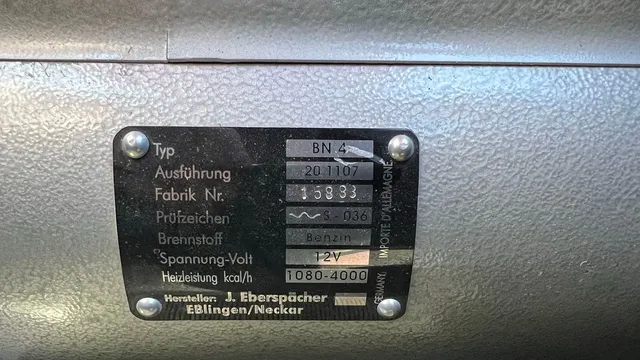 Typ BN 4
Ausführung 20.1107
Fabrik Nr. 15833
Prüfzeichen S - 036
Brennstoff Benzin
Spannung-Volt 12V
Heizleistung kcal/h 1080-4000
Hersteller: J. Eberspächer
Eßlingen/Neckar
GERMANY. IMPORTE D'ALLEMAGNE